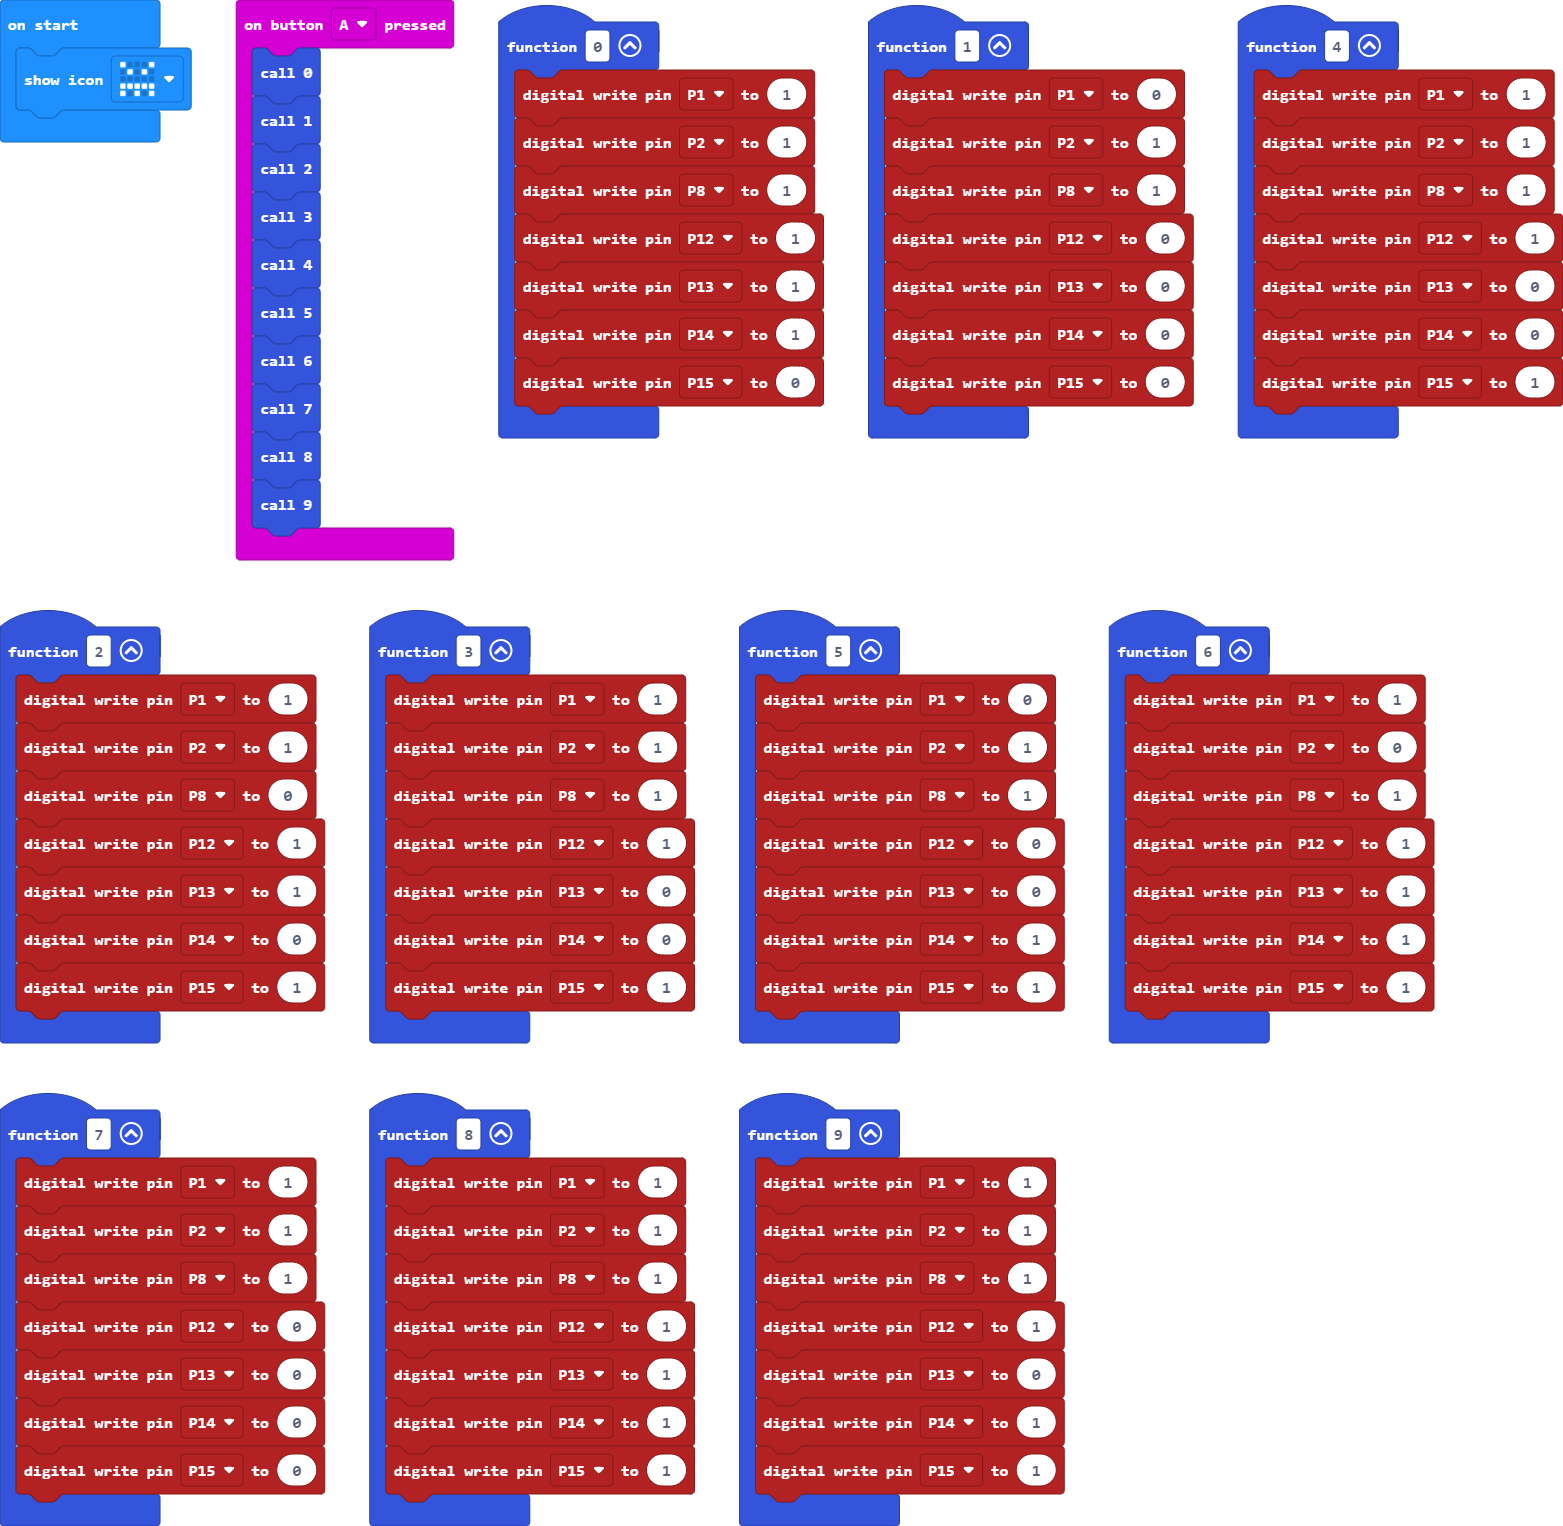 on start
show icon
on button A pressed
call 0
call 1
call 2
call 3
call 4
call 5
call 6
call 7
call 8
call 9
function 0
digital write pin P1 to 1
digital write pin P2 to 1
digital write pin P8 to 1
digital write pin P12 to 1
digital write pin P13 to 1
digital write pin P14 to 1
digital write pin P15 to 0
function 1
digital write pin P1 to 0
digital write pin P2 to 1
digital write pin P8 to 1
digital write pin P12 to 0
digital write pin P13 to 0
digital write pin P14 to 0
digital write pin P15 to 0
function 4
digital write pin P1 to 1
digital write pin P2 to 1
digital write pin P8 to 1
digital write pin P12 to 1
digital write pin P13 to 0
digital write pin P14 to 0
digital write pin P15 to 1
function 2
digital write pin P1 to 1
digital write pin P2 to 1
digital write pin P8 to 0
digital write pin P12 to 1
digital write pin P13 to 1
digital write pin P14 to 0
digital write pin P15 to 1
function 3
digital write pin P1 to 1
digital write pin P2 to 1
digital write pin P8 to 1
digital write pin P12 to 1
digital write pin P13 to 0
digital write pin P14 to 0
digital write pin P15 to 1
function 5
digital write pin P1 to 0
digital write pin P2 to 1
digital write pin P8 to 1
digital write pin P12 to 0
digital write pin P13 to 0
digital write pin P14 to 1
digital write pin P15 to 1
function 6
digital write pin P1 to 1
digital write pin P2 to 0
digital write pin P8 to 1
digital write pin P12 to 1
digital write pin P13 to 1
digital write pin P14 to 1
digital write pin P15 to 1
function 7
digital write pin P1 to 1
digital write pin P2 to 1
digital write pin P8 to 1
digital write pin P12 to 0
digital write pin P13 to 0
digital write pin P14 to 0
digital write pin P15 to 0
function 8
digital write pin P1 to 1
digital write pin P2 to 1
digital write pin P8 to 1
digital write pin P12 to 1
digital write pin P13 to 1
digital write pin P14 to 1
digital write pin P15 to 1
function 9
digital write pin P1 to 1
digital write pin P2 to 1
digital write pin P8 to 1
digital write pin P12 to 1
digital write pin P13 to 0
digital write pin P14 to 1
digital write pin P15 to 1